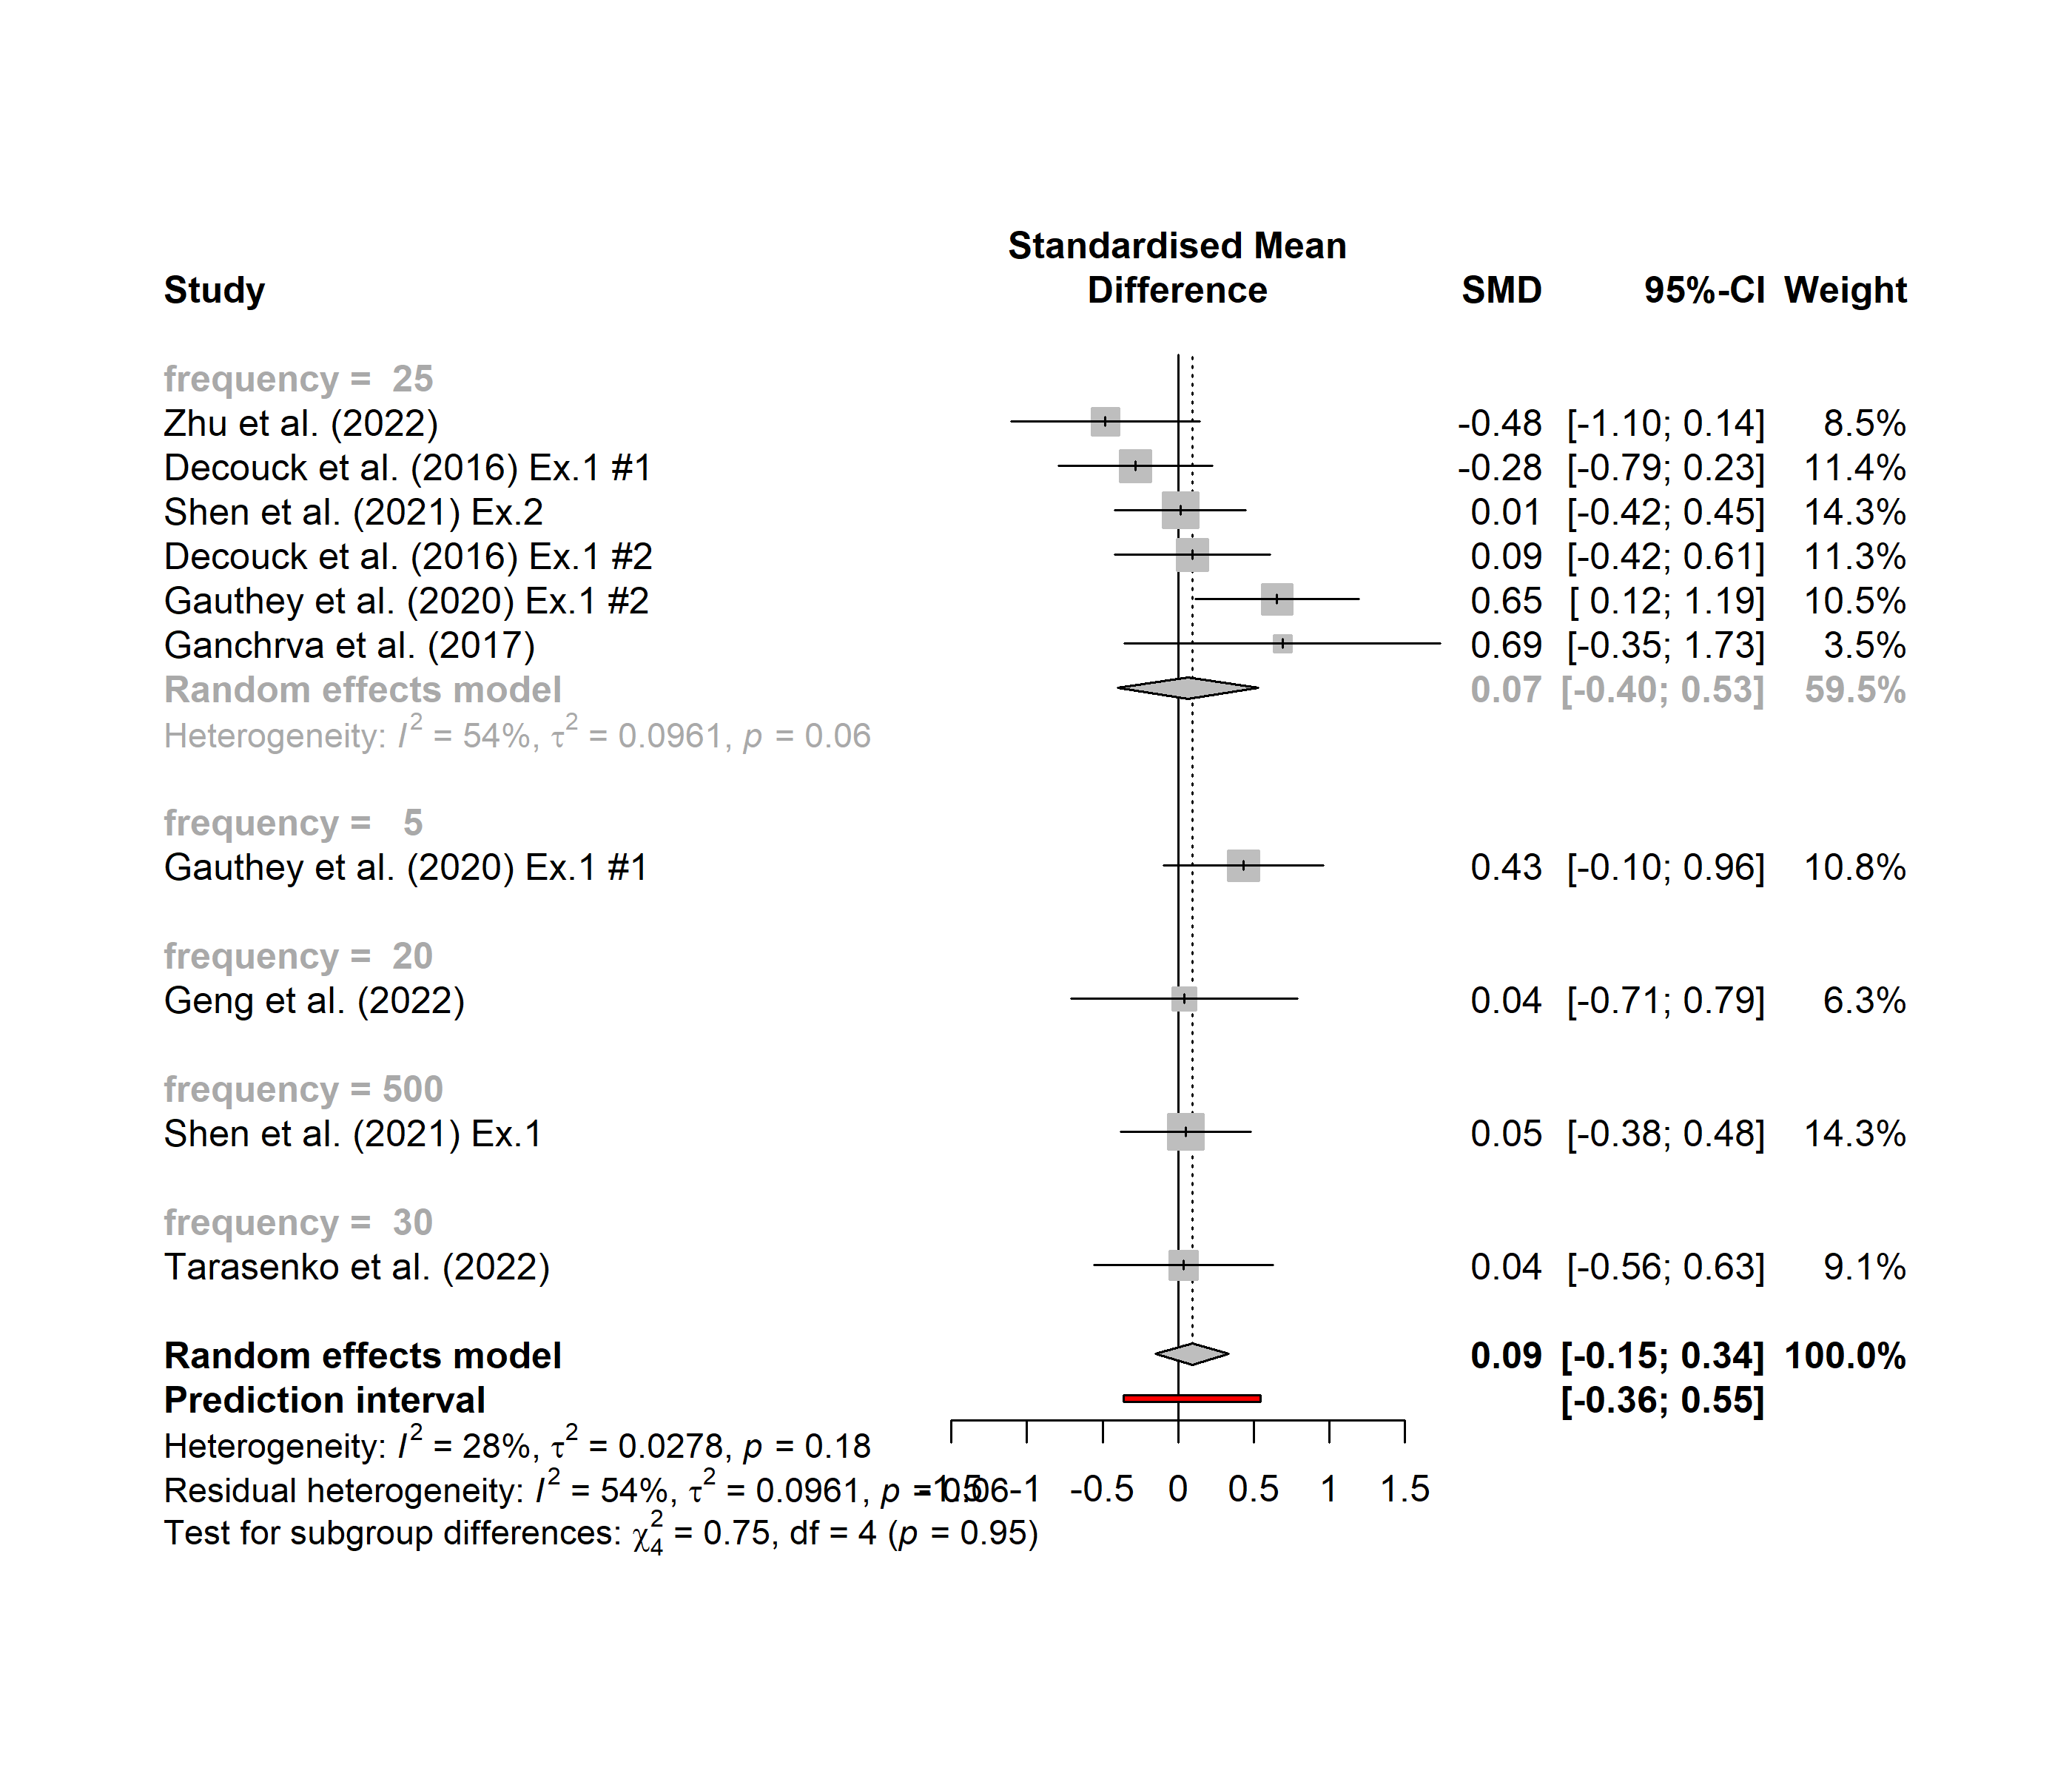 Standardised Mean
Study Difference SMD 95%-CI Weight
frequency = 25
Zhu et al. (2022) -0.48 [-1.10; 0.14] 8.5%
Decouck et al. (2016) Ex.1 #1 -0.28 [-0.79; 0.23] 11.4%
Shen et al. (2021) Ex.2 0.01 [-0.42; 0.45] 14.3%
Decouck et al. (2016) Ex.1 #2 0.09 [-0.42; 0.61] 11.3%
Gauthey et al. (2020) Ex.1 #2 0.65 [ 0.12; 1.19] 10.5%
Ganchrva et al. (2017) 0.69 [-0.35; 1.73] 3.5%
Random effects model 0.07 [-0.40; 0.53] 59.5%
Heterogeneity: I² = 54%, τ² = 0.0961, p = 0.06
frequency = 5
Gauthey et al. (2020) Ex.1 #1 0.43 [-0.10; 0.96] 10.8%
frequency = 20
Geng et al. (2022) 0.04 [-0.71; 0.79] 6.3%
frequency = 500
Shen et al. (2021) Ex.1 0.05 [-0.38; 0.48] 14.3%
frequency = 30
Tarasenko et al. (2022) 0.04 [-0.56; 0.63] 9.1%
Random effects model 0.09 [-0.15; 0.34] 100.0%
Prediction interval [-0.36; 0.55]
Heterogeneity: I² = 28%, τ² = 0.0278, p = 0.18
Residual heterogeneity: I² = 54%, τ² = 0.0961, p = 0.06 -1.5 -1 -0.5 0 0.5 1 1.5
Test for subgroup differences: χ²₄ = 0.75, df = 4 (p = 0.95)